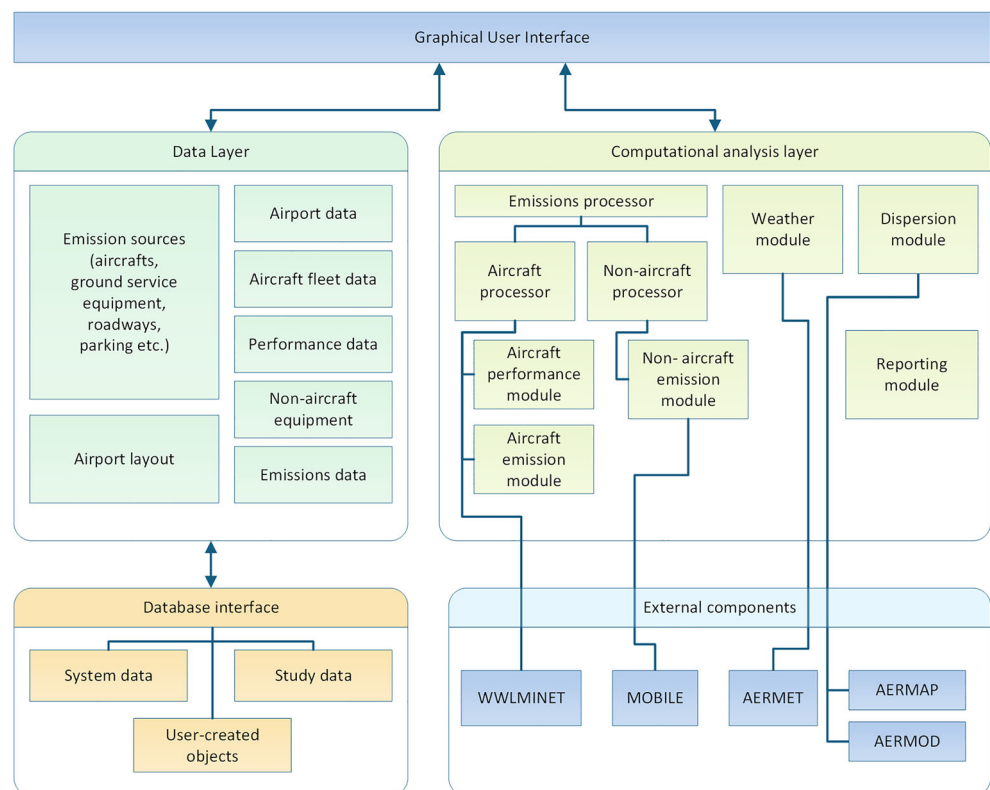 Graphical User Interface
Data Layer
Emission sources
(aircrafts,
ground service
equipment,
roadways,
parking etc.)
Airport layout
Airport data
Aircraft fleet data
Performance data
Non-aircraft
equipment
Emissions data
Computational analysis layer
Emissions processor
Aircraft
processor
Non-aircraft
processor
Aircraft
performance
module
Aircraft
emission
module
Non- aircraft
emission
module
Weather
module
Dispersion
module
Reporting
module
Database interface
System data
Study data
User-created
objects
External components
WWLMINET
MOBILE
AERMET
AERMAP
AERMOD